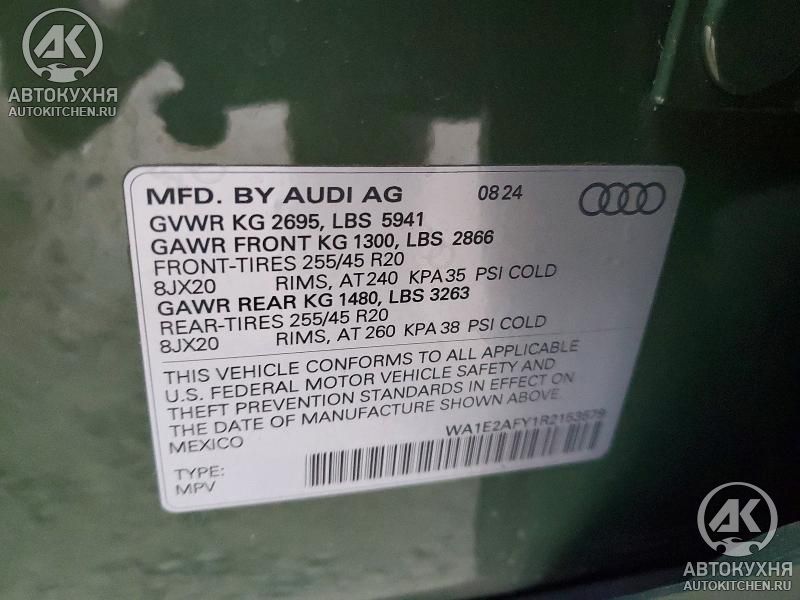 AK
АВТОКУХНЯ
AUTOKITCHEN.RU
MFD. BY AUDI AG 08 24
GVWR KG 2695, LBS 5941
GAWR FRONT KG 1300, LBS 2866
FRONT-TIRES 255/45 R20
8JX20 RIMS, AT 240 KPA 35 PSI COLD
GAWR REAR KG 1480, LBS 3263
REAR-TIRES 255/45 R20
8JX20 RIMS, AT 260 KPA 38 PSI COLD
THIS VEHICLE CONFORMS TO ALL APPLICABLE
U.S. FEDERAL MOTOR VEHICLE SAFETY AND
THEFT PREVENTION STANDARDS IN EFFECT ON
THE DATE OF MANUFACTURE SHOWN ABOVE.
MEXICO WA1E2AFY1R2153579
TYPE:
MPV
AK
АВТОКУХНЯ
AUTOKITCHEN.RU